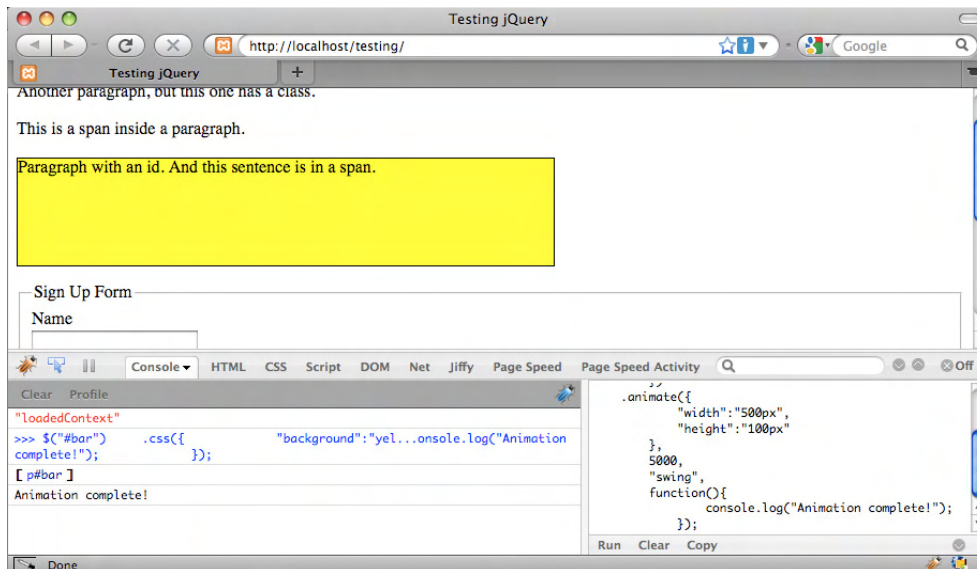 Testing jQuery
http://localhost/testing/
Google
Testing jQuery
+
Another paragraph, but this one has a class.
This is a span inside a paragraph.
Paragraph with an id. And this sentence is in a span.
Sign Up Form
Name
Console HTML CSS Script DOM Net Jiffy Page Speed Page Speed Activity Off
Clear Profile
"loadedContext"
>>> $("#bar") .css({ "background":"yel...onsole.log("Animation
complete!"); });
[ p#bar ]
Animation complete!
})
.animate({
"width":"500px",
"height":"100px"
},
5000,
"swing",
function(){
console.log("Animation complete!");
});
Run Clear Copy
Done